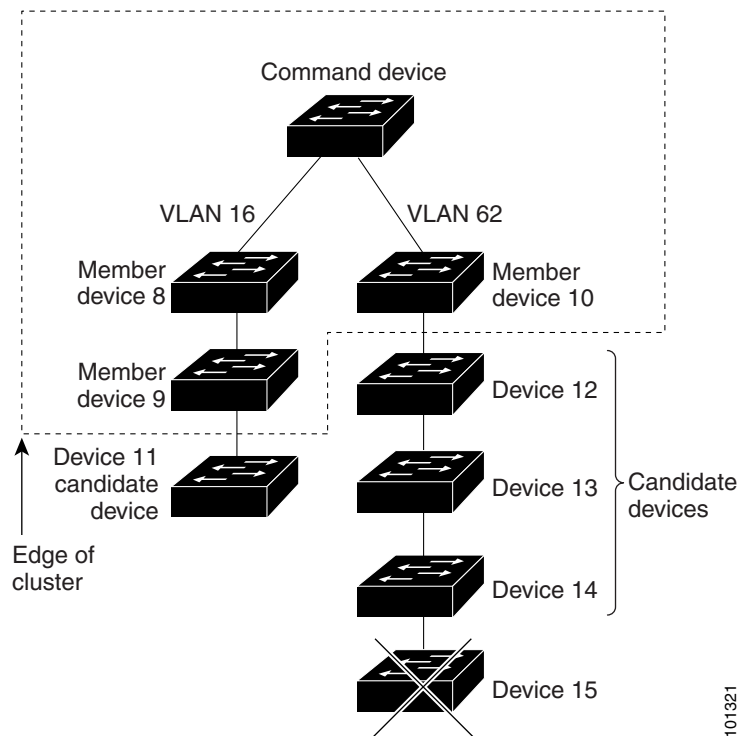 Command device
VLAN 16
VLAN 62
Member
device 8
Member
device 10
Member
device 9
Device 12
Device 11
candidate
device
Device 13
Candidate
devices
Edge of
cluster
Device 14
Device 15
101321